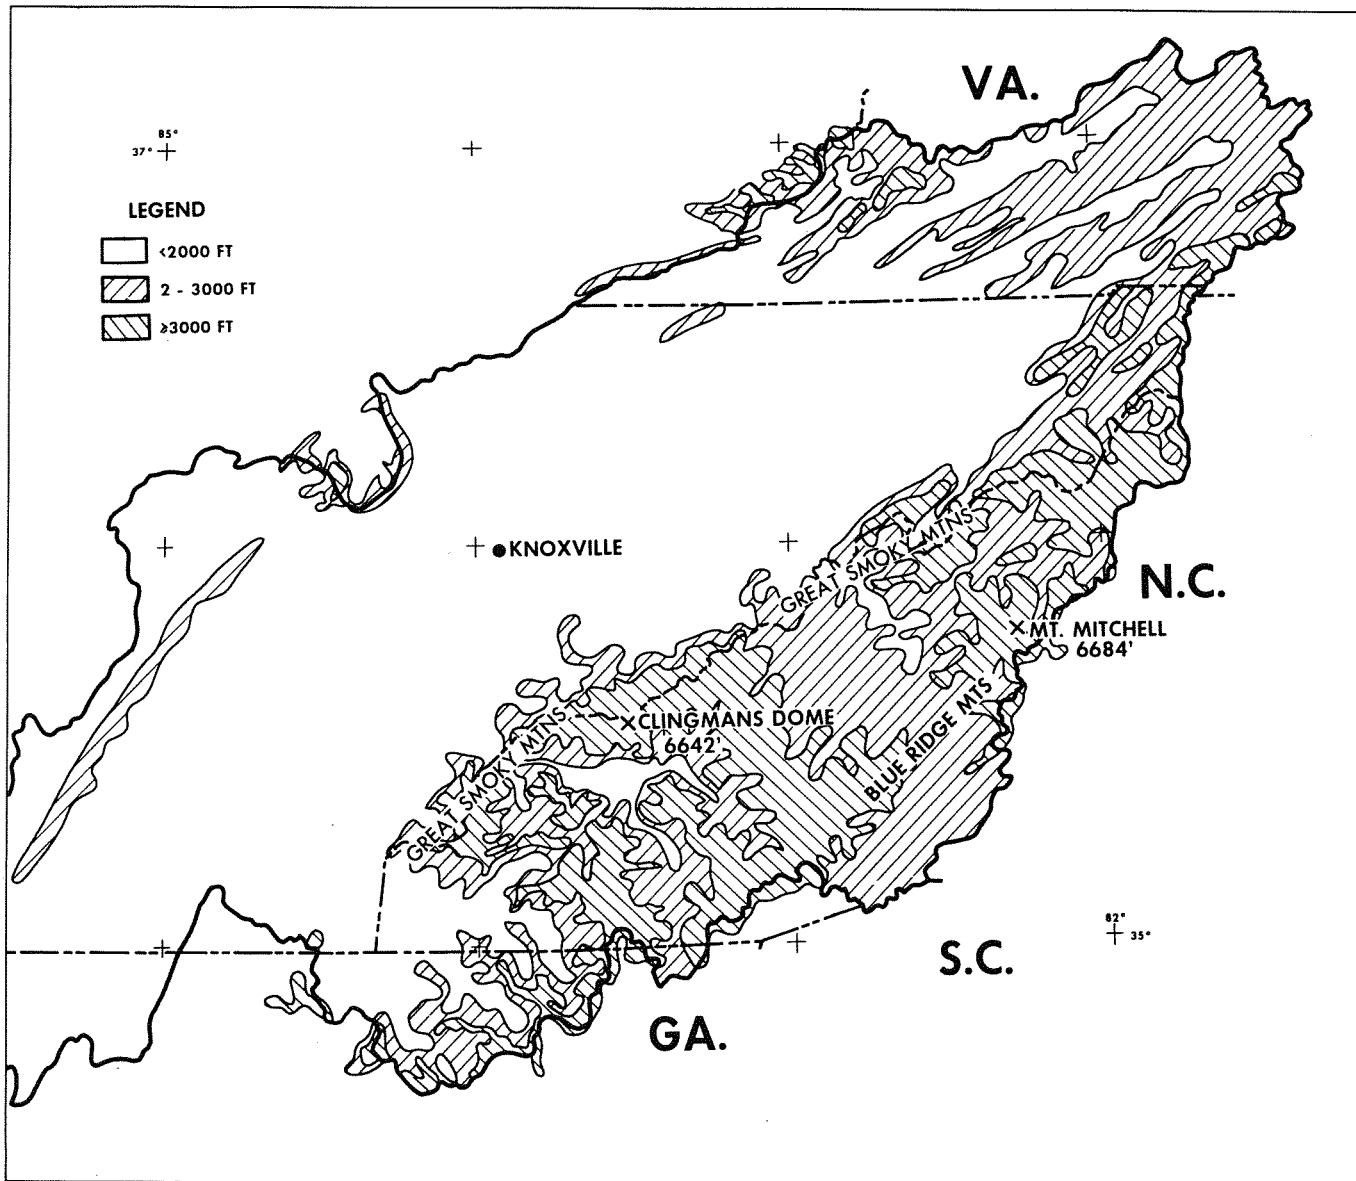 VA.
85°
37°
LEGEND
<2000 FT
2 - 3000 FT
≥3000 FT
KNOXVILLE
GREAT SMOKY MTNS
N.C.
MT. MITCHELL
6684'
CLINGMANS DOME
6642'
BLUE RIDGE MTS
GREAT SMOKY MTNS
82°
35°
S.C.
GA.